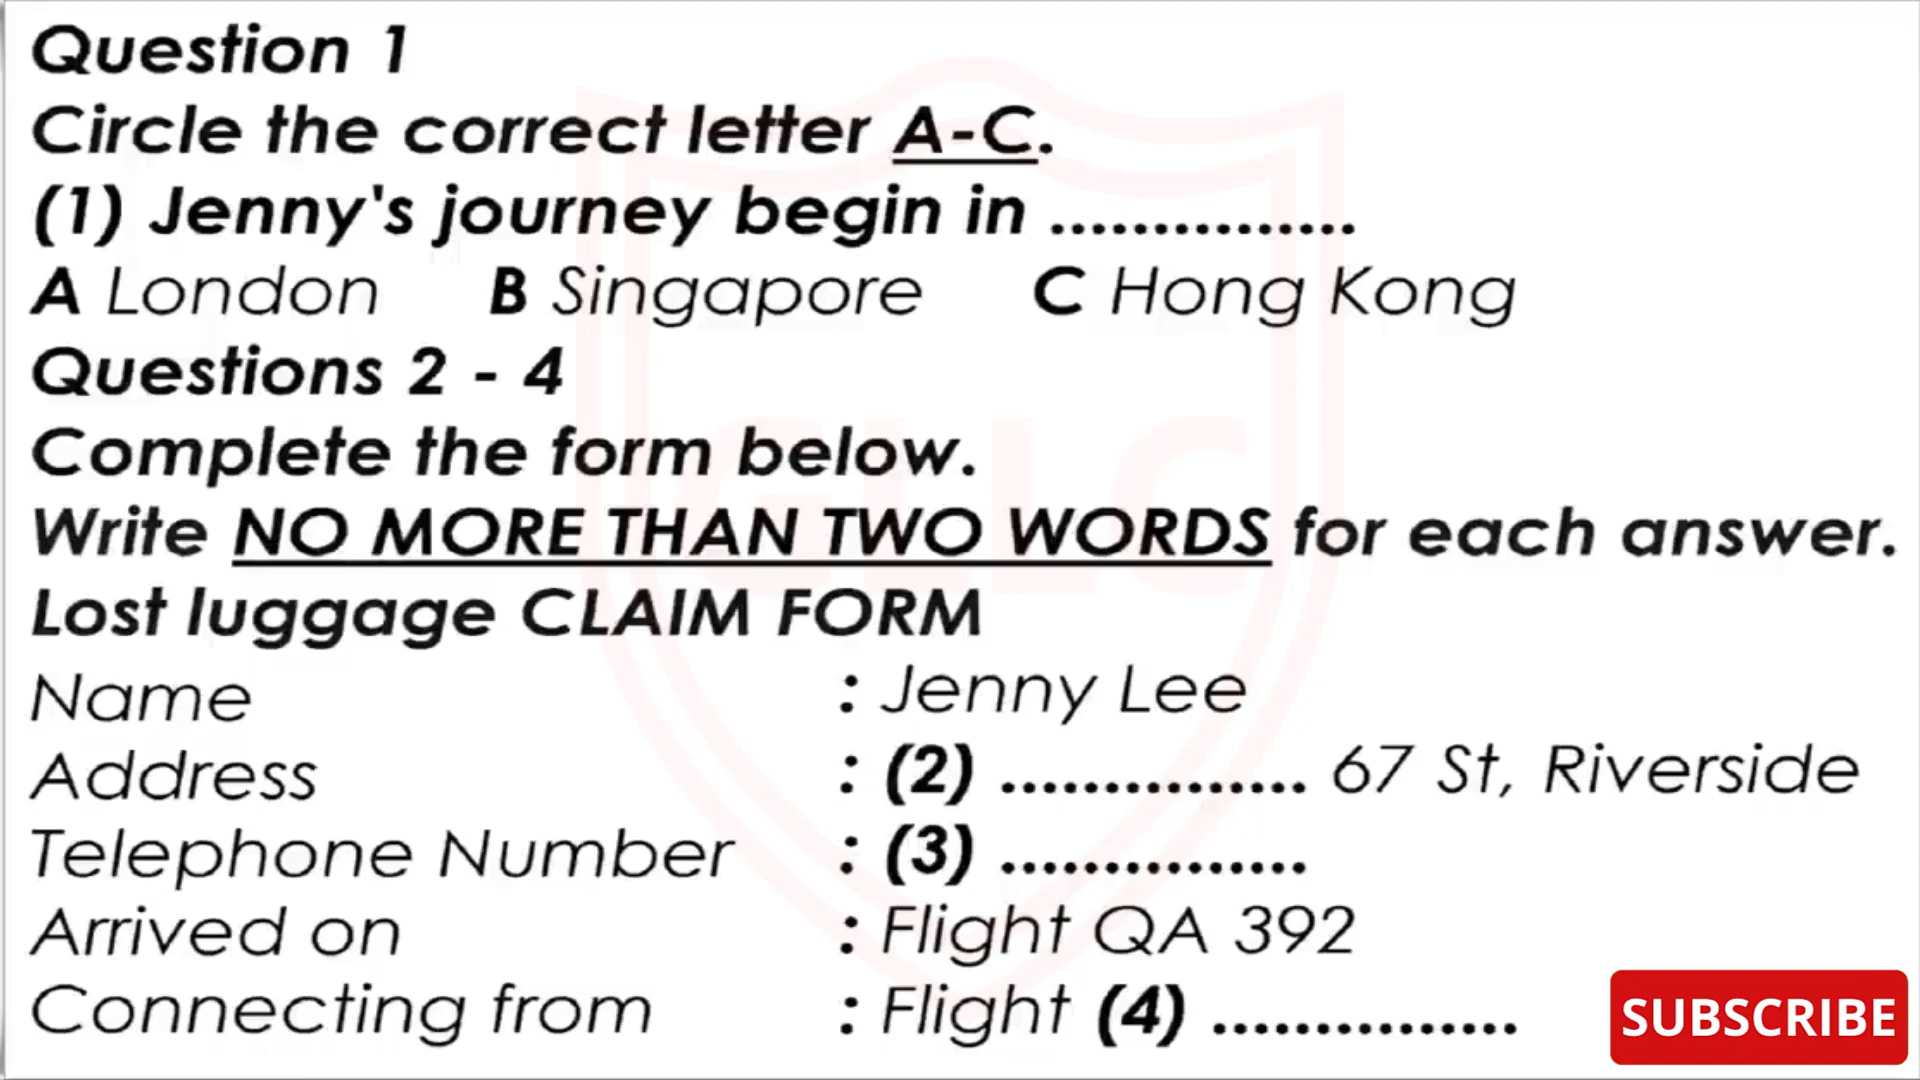 Question 1
Circle the correct letter A-C.
(1) Jenny's journey begin in ...............
A London B Singapore C Hong Kong
Questions 2 - 4
Complete the form below.
Write NO MORE THAN TWO WORDS for each answer.
Lost luggage CLAIM FORM
Name : Jenny Lee
Address : (2) ............... 67 St, Riverside
Telephone Number : (3) ...............
Arrived on : Flight QA 392
Connecting from : Flight (4) ...............
SUBSCRIBE
GLLC